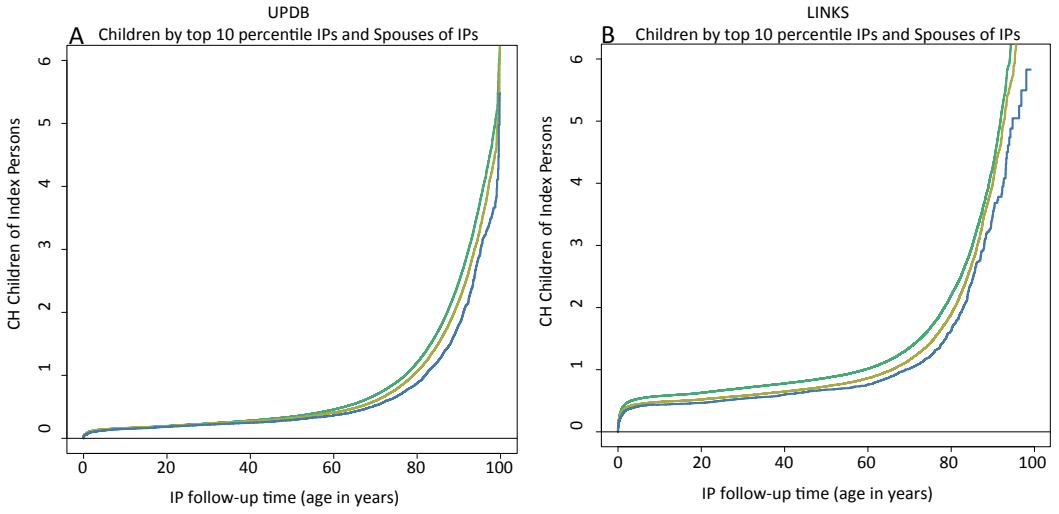 UPDB
A
Children by top 10 percentile IPs and Spouses of IPs
CH Children of Index Persons
6
5
4
3
2
1
0
0
20
40
60
80
100
IP follow-up time (age in years)
LINKS
B
Children by top 10 percentile IPs and Spouses of IPs
CH Children of Index Persons
6
5
4
3
2
1
0
0
20
40
60
80
100
IP follow-up time (age in years)